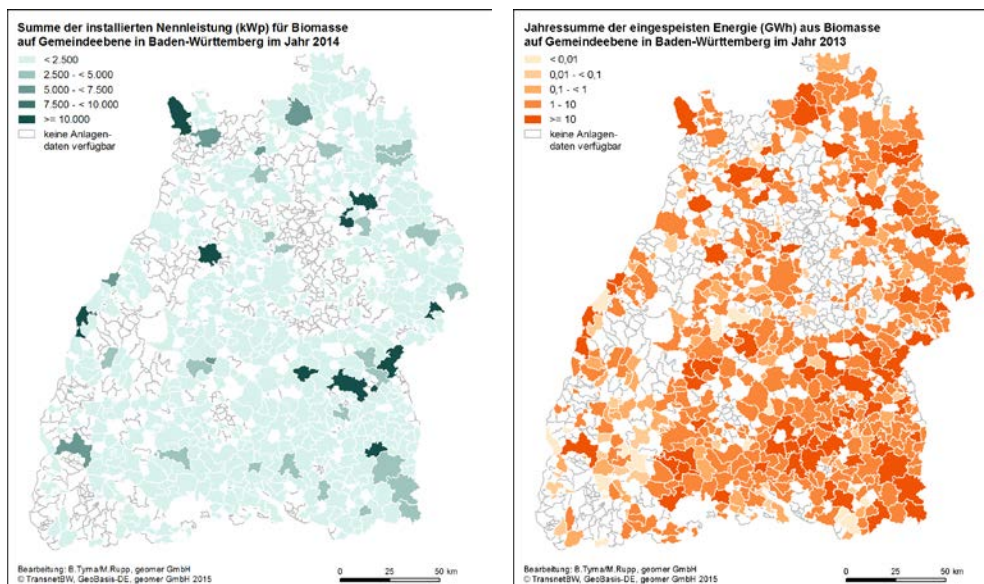 Summe der installierten Nennleistung (kWp) für Biomasse
auf Gemeindeebene in Baden-Württemberg im Jahr 2014
< 2.500
2.500 - < 5.000
5.000 - < 7.500
7.500 - < 10.000
>= 10.000
keine Anlagen-
daten verfügbar
Bearbeitung: B.Tyma/M.Rupp, geomer GmbH
© TransnetBW, GeoBasis-DE, geomer GmbH 2015
0 25 50 km
Jahressumme der eingespeisten Energie (GWh) aus Biomasse
auf Gemeindeebene in Baden-Württemberg im Jahr 2013
< 0,01
0,01 - < 0,1
0,1 - < 1
1 - 10
>= 10
keine Anlagen-
daten verfügbar
Bearbeitung: B.Tyma/M.Rupp, geomer GmbH
© TransnetBW, GeoBasis-DE, geomer GmbH 2015
0 25 50 km